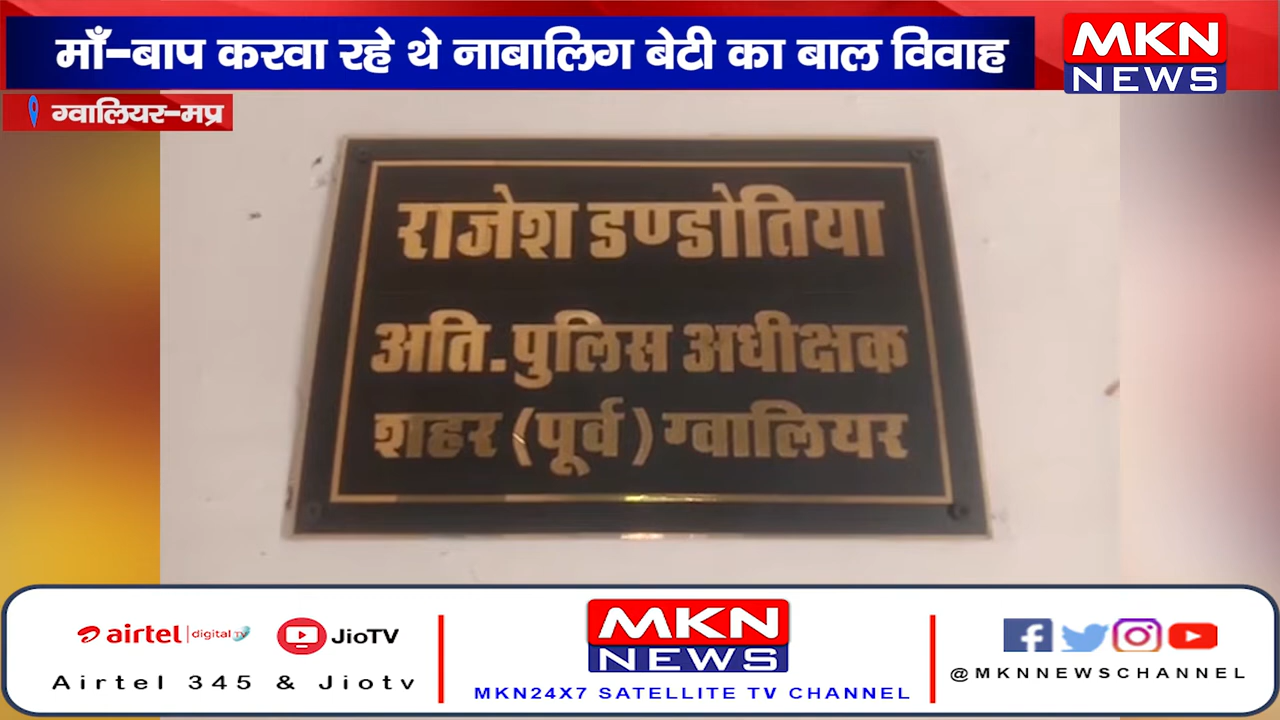 माँ-बाप करवा रहे थे नाबालिग बेटी का बाल विवाह
MKN
NEWS
ग्वालियर-मप्र
राजेश डण्डोतिया
अति. पुलिस अधीक्षक
शहर (पूर्व) ग्वालियर
airtel digital TV
JioTV
Airtel 345 & Jiotv
MKN
NEWS
MKN24X7 SATELLITE TV CHANNEL
@MKNNEWSCHANNEL